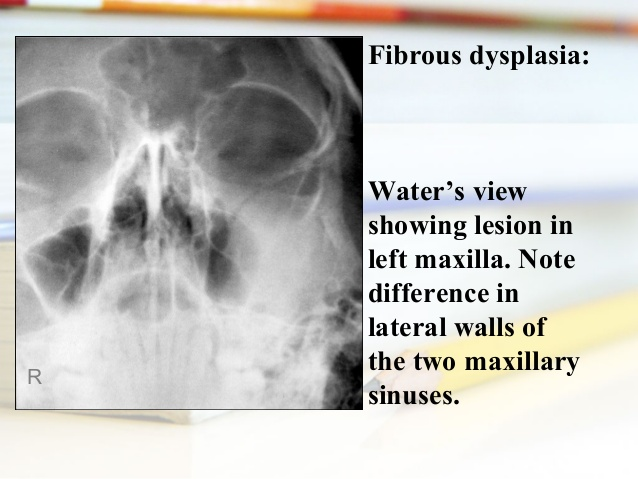 Fibrous dysplasia:
Water’s view
showing lesion in
left maxilla. Note
difference in
lateral walls of
the two maxillary
sinuses.
R